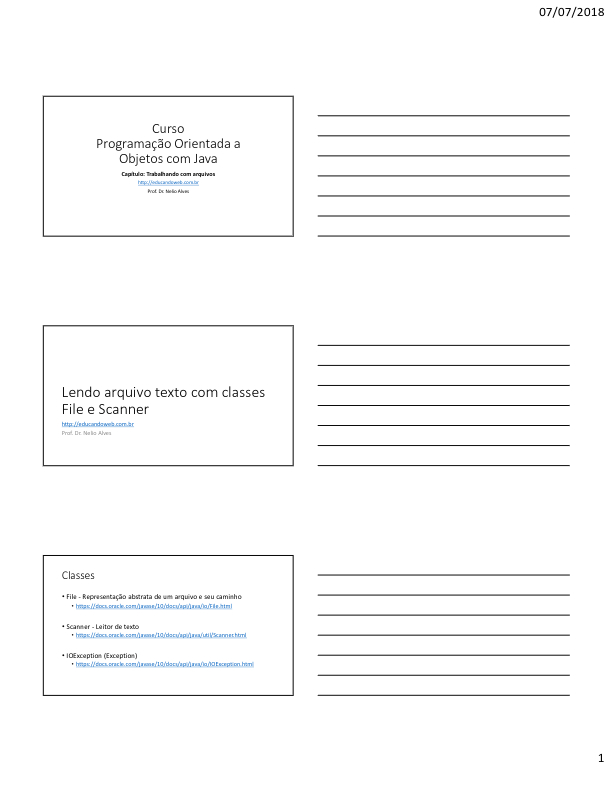 07/07/2018
Curso
Programação Orientada a
Objetos com Java
Capítulo: Trabalhando com arquivos
http://educandoweb.com.br
Prof. Dr. Nelio Alves
Lendo arquivo texto com classes
File e Scanner
http://educandoweb.com.br
Prof. Dr. Nelio Alves
Classes
• File - Representação abstrata de um arquivo e seu caminho
• https://docs.oracle.com/javase/10/docs/api/java/io/File.html
• Scanner - Leitor de texto
• https://docs.oracle.com/javase/10/docs/api/java/util/Scanner.html
• IOException (Exception)
• https://docs.oracle.com/javase/10/docs/api/java/io/IOException.html
1